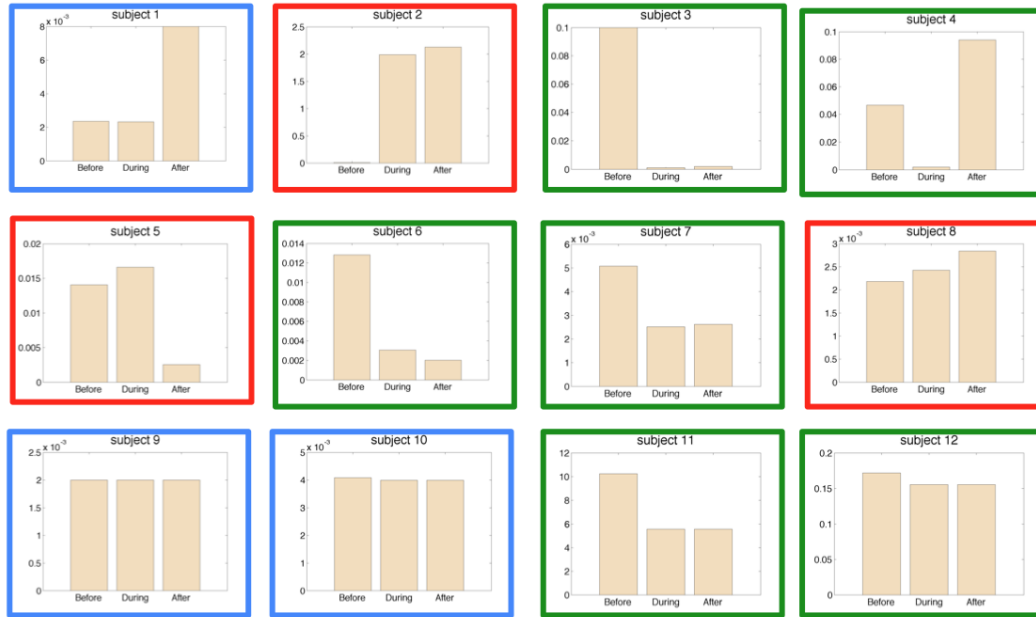 subject 1
x 10⁻³
8
6
4
2
0
Before During After
subject 2
2.5
2
1.5
1
0.5
0
Before During After
subject 3
0.1
0.08
0.06
0.04
0.02
0
Before During After
subject 4
0.1
0.08
0.06
0.04
0.02
0
Before During After
subject 5
0.02
0.015
0.01
0.005
0
Before During After
subject 6
0.014
0.012
0.01
0.008
0.006
0.004
0.002
0
Before During After
subject 7
x 10⁻³
6
5
4
3
2
1
0
Before During After
subject 8
x 10⁻³
3
2.5
2
1.5
1
0.5
0
Before During After
subject 9
x 10⁻³
2.5
2
1.5
1
0.5
0
Before During After
subject 10
x 10⁻³
5
4
3
2
1
0
Before During After
subject 11
12
10
8
6
4
2
0
Before During After
subject 12
0.2
0.15
0.1
0.05
0
Before During After